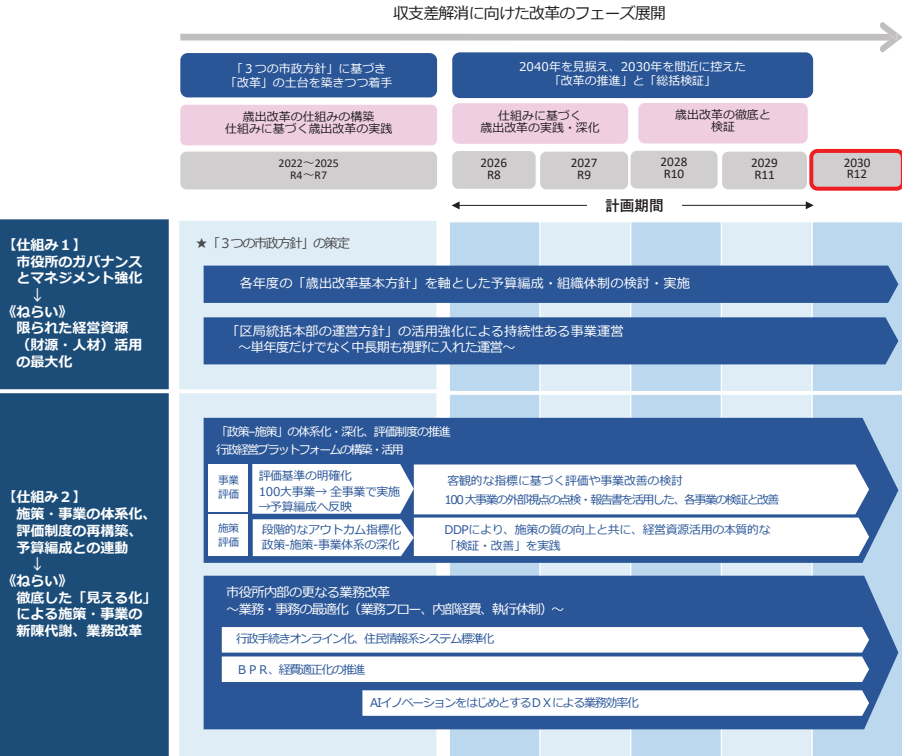 収支差解消に向けた改革のフェーズ展開
「３つの市政方針」に基づき
「改革」の土台を築きつつ着手
2040年を見据え、2030年を間近に控えた
「改革の推進」と「総括検証」
歳出改革の仕組みの構築
仕組みに基づく歳出改革の実践
仕組みに基づく
歳出改革の実践・深化
歳出改革の徹底と
検証
2022～2025
R4～R7
2026
R8
2027
R9
2028
R10
2029
R11
2030
R12
計画期間
【仕組み１】
市役所のガバナンス
とマネジメント強化
↓
《ねらい》
限られた経営資源
（財源・人材）活用
の最大化
★「３つの市政方針」の策定
各年度の「歳出改革基本方針」を軸とした予算編成・組織体制の検討・実施
「区局統括本部の運営方針」の活用強化による持続性ある事業運営
～単年度だけでなく中長期も視野に入れた運営～
【仕組み２】
施策・事業の体系化、
評価制度の再構築、
予算編成との連動
↓
《ねらい》
徹底した「見える化」
による施策・事業の
新陳代謝、業務改革
「政策−施策」の体系化・深化、評価制度の推進
行政経営プラットフォームの構築・活用
事業
評価
評価基準の明確化
100大事業→ 全事業で実施
→予算編成へ反映
客観的な指標に基づく評価や事業改善の検討
100大事業の外部視点の点検・報告書を活用した、各事業の検証と改善
施策
評価
段階的なアウトカム指標化
政策-施策-事業体系の深化
DDPにより、施策の質の向上と共に、経営資源活用の本質的な
「検証・改善」を実践
市役所内部の更なる業務改革
～業務・事務の最適化（業務フロー、内部経費、執行体制）～
行政手続きオンライン化、住民情報系システム標準化
ＢＰＲ、経費適正化の推進
AIイノベーションをはじめとするＤＸによる業務効率化